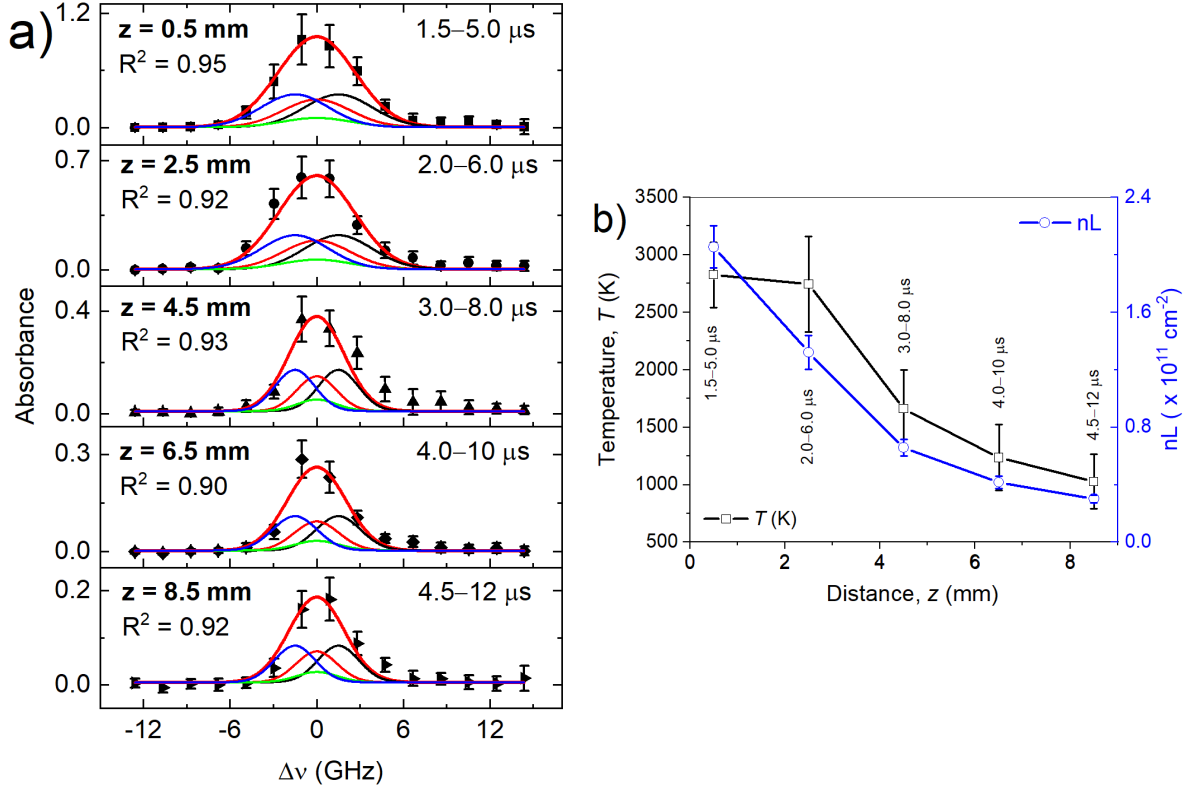 a)
Absorbance
1.2
0.0
z = 0.5 mm
R² = 0.95
1.5–5.0 µs
0.7
0.0
z = 2.5 mm
R² = 0.92
2.0–6.0 µs
0.4
0.0
z = 4.5 mm
R² = 0.93
3.0–8.0 µs
0.3
0.0
z = 6.5 mm
R² = 0.90
4.0–10 µs
0.2
0.0
z = 8.5 mm
R² = 0.92
4.5–12 µs
-12 -6 0 6 12
Δν (GHz)
b)
Temperature, T (K)
3500
3000
2500
2000
1500
1000
500
nL
1.5–5.0 µs
2.0–6.0 µs
3.0–8.0 µs
4.0–10 µs
4.5–12 µs
T (K)
0 2 4 6 8
Distance, z (mm)
2.4
1.6
0.8
0.0
nL ( x 10¹¹ cm⁻²)